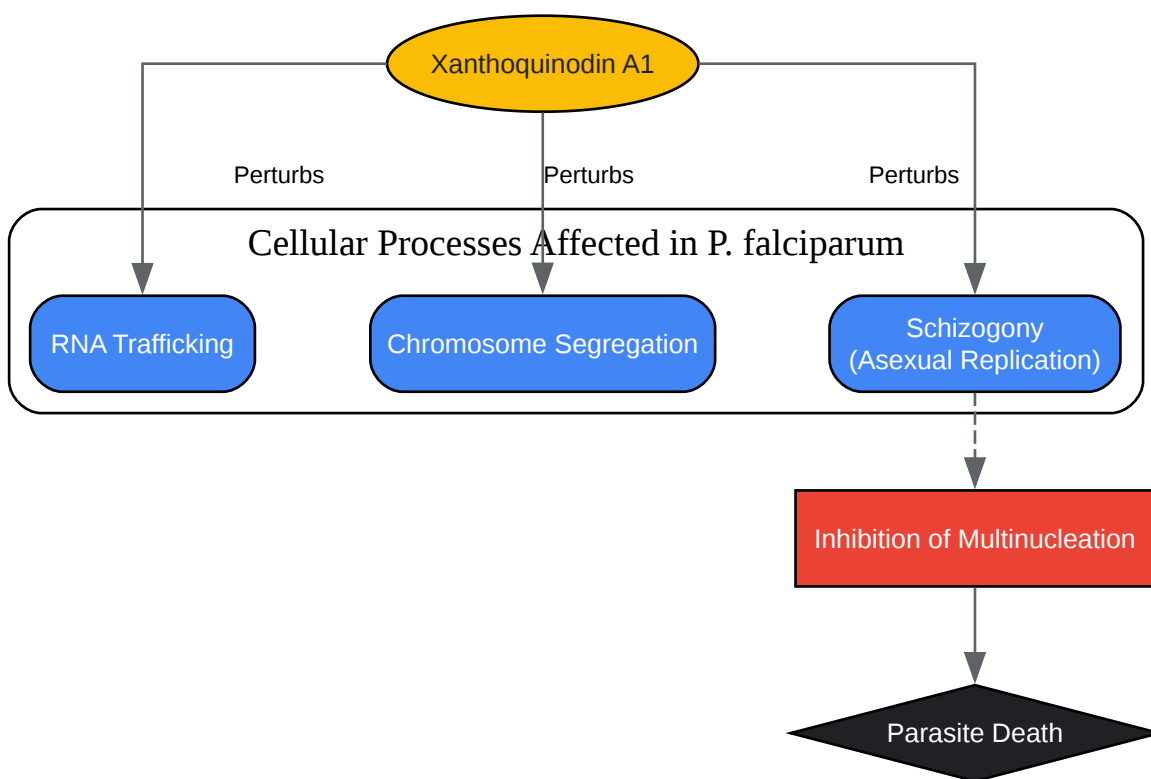 Xanthoquinodin A1
Perturbs
Perturbs
Perturbs
Cellular Processes Affected in P. falciparum
RNA Trafficking
Chromosome Segregation
Schizogony
(Asexual Replication)
Inhibition of Multinucleation
Parasite Death